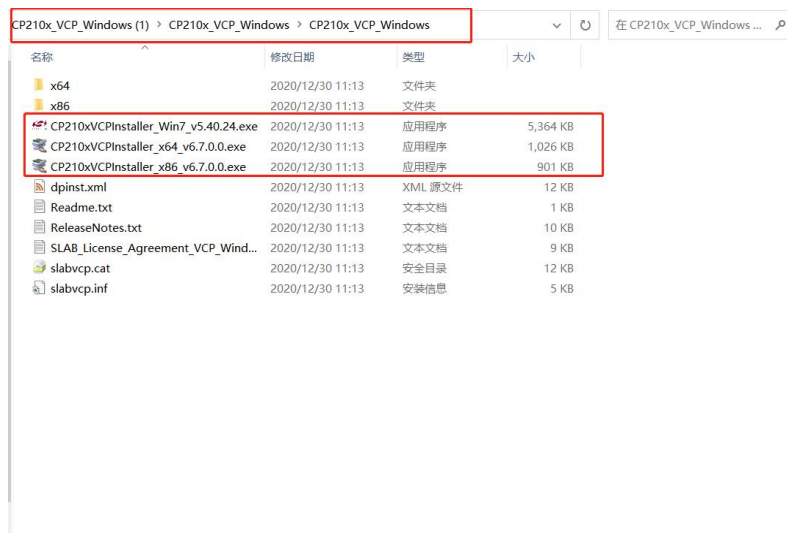 CP210x_VCP_Windows (1) > CP210x_VCP_Windows > CP210x_VCP_Windows 在 CP210x_VCP_Windows ...
名称 修改日期 类型 大小
x64 2020/12/30 11:13 文件夹
x86 2020/12/30 11:13 文件夹
CP210xVCPInstaller_Win7_v5.40.24.exe 2020/12/30 11:13 应用程序 5,364 KB
CP210xVCPInstaller_x64_v6.7.0.0.exe 2020/12/30 11:13 应用程序 1,026 KB
CP210xVCPInstaller_x86_v6.7.0.0.exe 2020/12/30 11:13 应用程序 901 KB
dpinst.xml 2020/12/30 11:13 XML 源文件 12 KB
Readme.txt 2020/12/30 11:13 文本文档 1 KB
ReleaseNotes.txt 2020/12/30 11:13 文本文档 10 KB
SLAB_License_Agreement_VCP_Wind... 2020/12/30 11:13 文本文档 9 KB
slabvcp.cat 2020/12/30 11:13 安全目录 12 KB
slabvcp.inf 2020/12/30 11:13 安装信息 5 KB